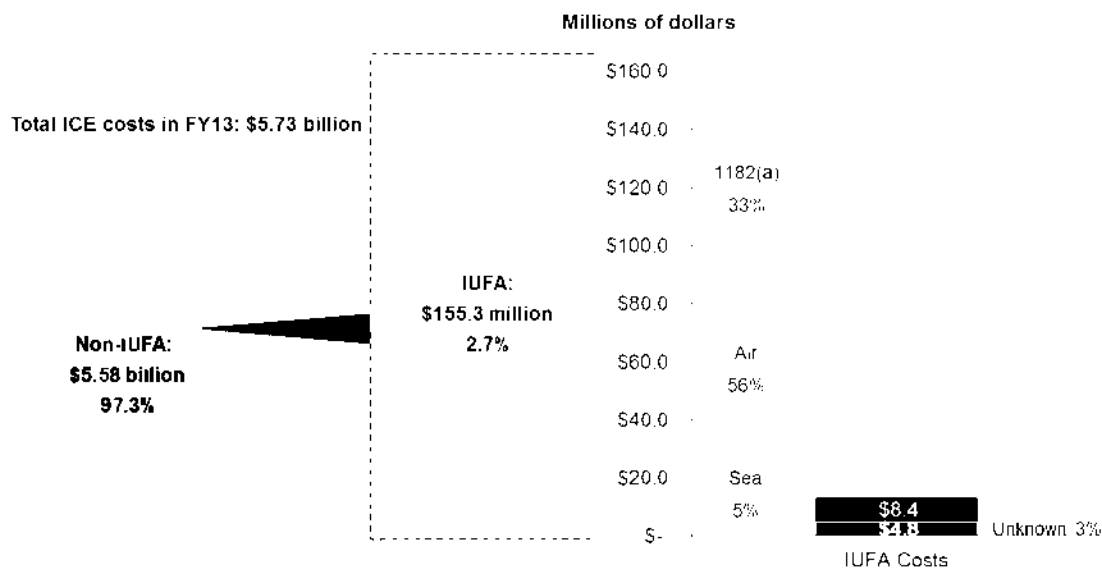 Millions of dollars
Total ICE costs in FY13: $5.73 billion
Non-IUFA:
$5.58 billion
97.3%
IUFA:
$155.3 million
2.7%
$160.0
$140.0
$120.0
$100.0
$80.0
$60.0
$40.0
$20.0
$-
1182(a)
33%
Air
56%
Sea
5%
$8.4
$4.8
Unknown 3%
IUFA Costs